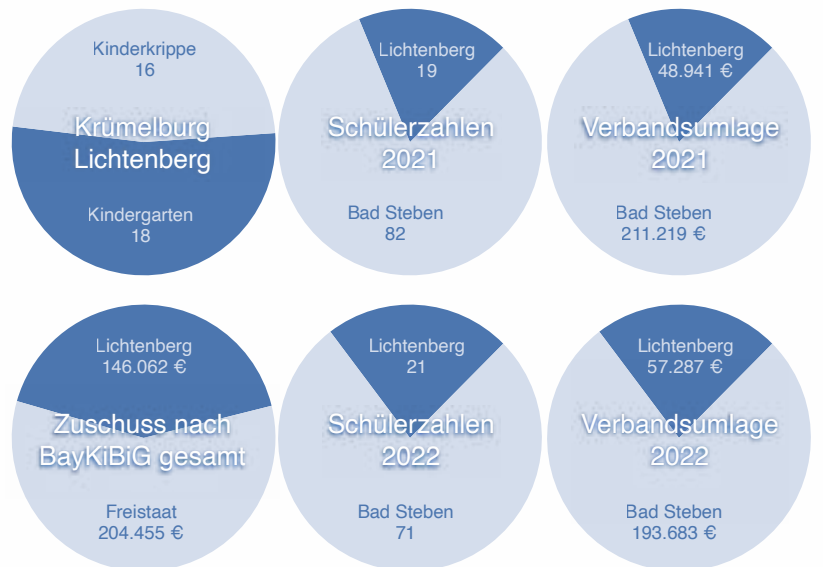 Kinderkrippe
16
Krümelburg
Lichtenberg
Kindergarten
18
Lichtenberg
19
Schülerzahlen
2021
Bad Steben
82
Lichtenberg
48.941 €
Verbandsumlage
2021
Bad Steben
211.219 €
Lichtenberg
146.062 €
Zuschuss nach
BayKiBiG gesamt
Freistaat
204.455 €
Lichtenberg
21
Schülerzahlen
2022
Bad Steben
71
Lichtenberg
57.287 €
Verbandsumlage
2022
Bad Steben
193.683 €